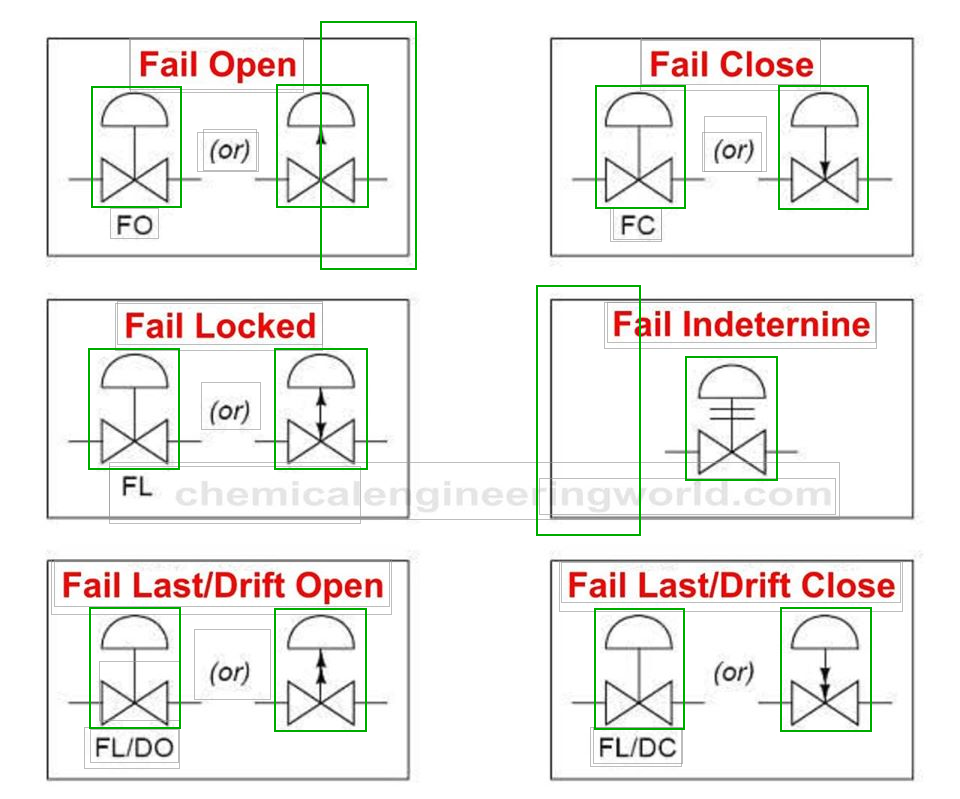 Fail Open
(or)
FO
Fail Close
(or)
FC
Fail Locked
(or)
FL
Fail Indeternine
chemicalengineeringworld.com
Fail Last/Drift Open
(or)
FL/DO
Fail Last/Drift Close
(or)
FL/DC